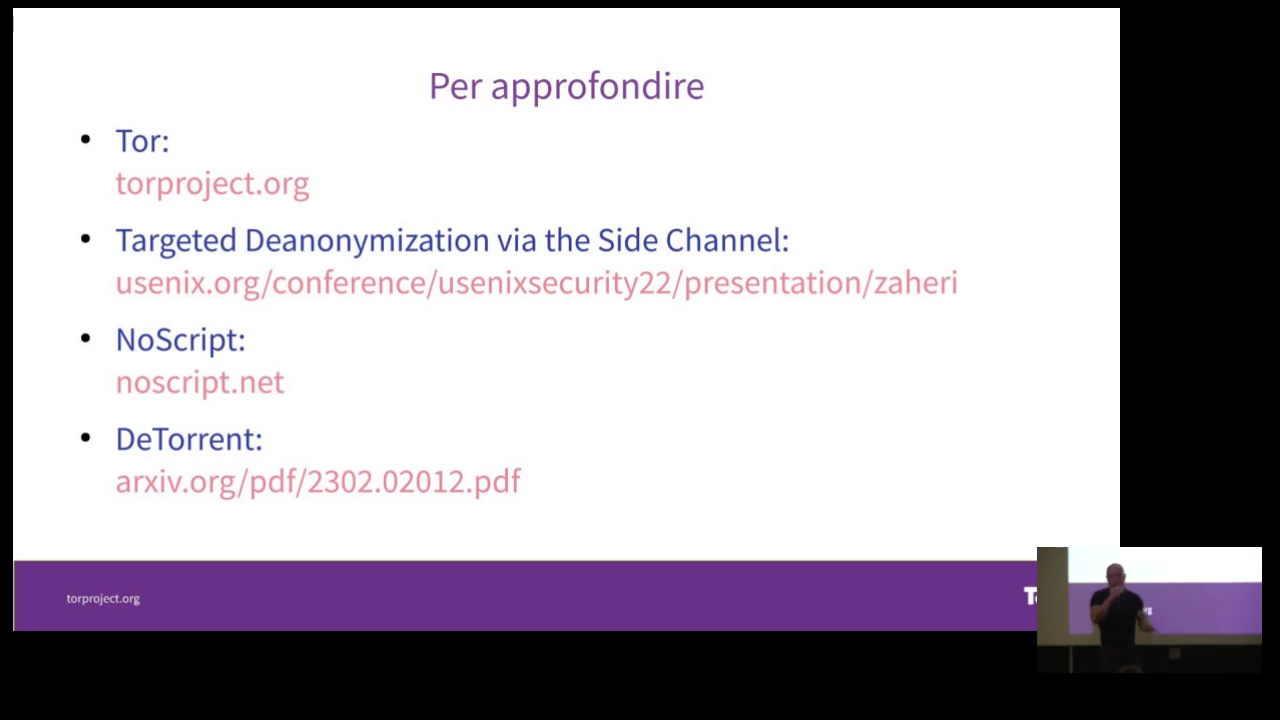 Per approfondire
• Tor:
torproject.org
• Targeted Deanonymization via the Side Channel:
usenix.org/conference/usenixsecurity22/presentation/zaheri
• NoScript:
noscript.net
• DeTorrent:
arxiv.org/pdf/2302.02012.pdf
torproject.org